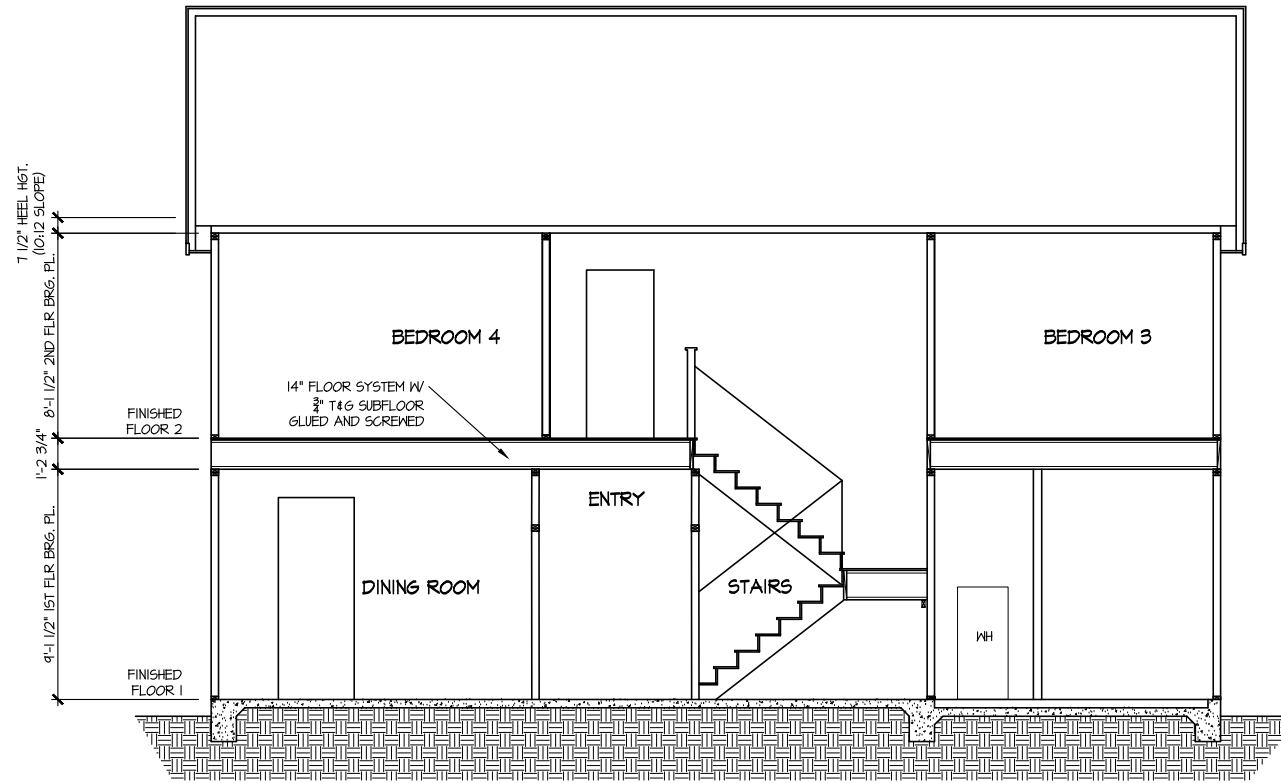 7 1/2" HEEL HGT.
(10:12 SLOPE)
8'-1 1/2" 2ND FLR BRG. PL.
1'-2 3/4"
9'-1 1/2" 1ST FLR BRG. PL.
BEDROOM 4
BEDROOM 3
14" FLOOR SYSTEM W/
3/4" T&G SUBFLOOR
GLUED AND SCREWED
FINISHED
FLOOR 2
ENTRY
DINING ROOM
STAIRS
WH
FINISHED
FLOOR 1